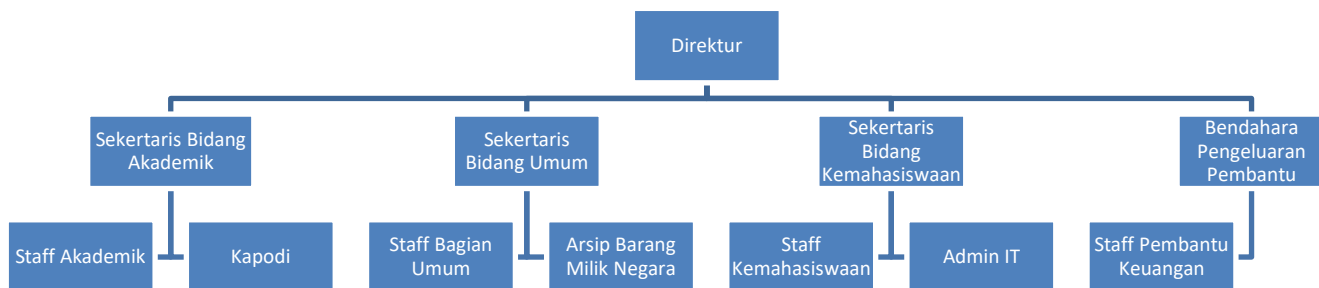 Direktur
Sekertaris Bidang
Akademik
Sekertaris
Bidang Umum
Sekertaris
Bidang
Kemahasiswaan
Bendahara
Pengeluaran
Pembantu
Staff Akademik
Kapodi
Staff Bagian
Umum
Arsip Barang
Milik Negara
Staff
Kemahasiswaan
Admin IT
Staff Pembantu
Keuangan